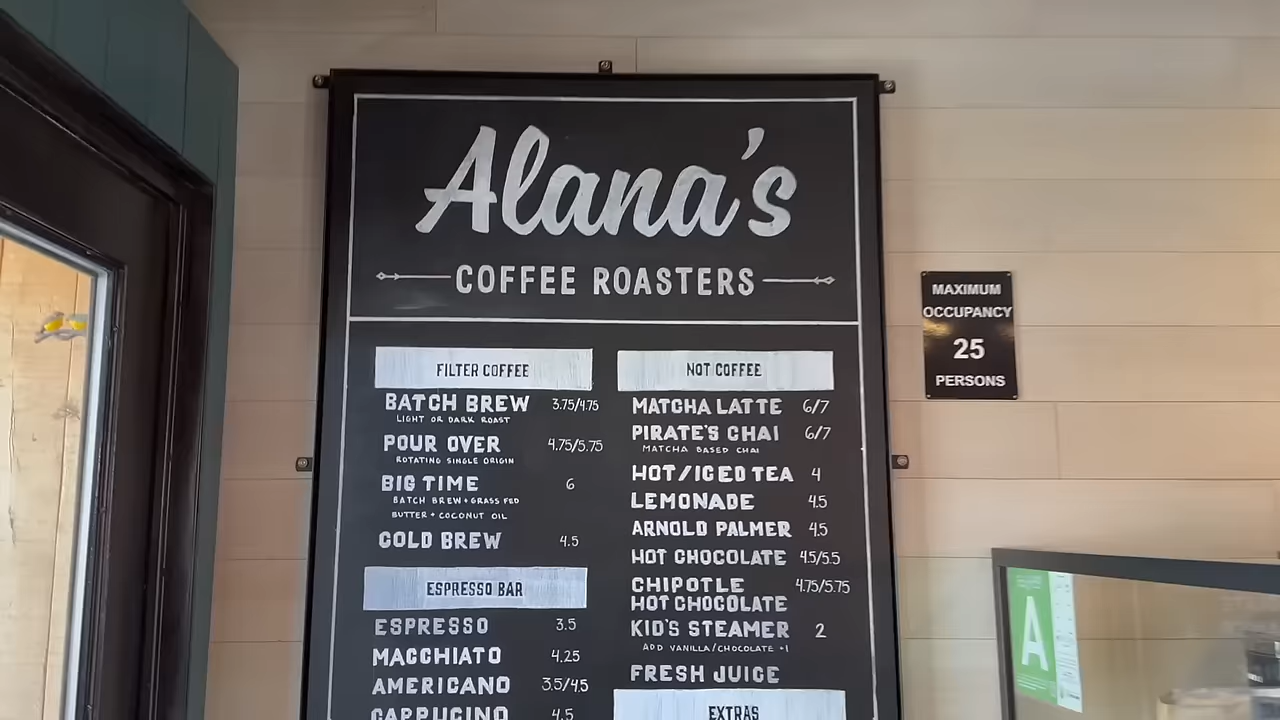 Alana's
COFFEE ROASTERS
FILTER COFFEE
BATCH BREW 3.75/4.75
LIGHT OR DARK ROAST
POUR OVER 4.75/5.75
ROTATING SINGLE ORIGIN
BIG TIME 6
BATCH BREW + GRASS FED
BUTTER + COCONUT OIL
COLD BREW 4.5
ESPRESSO BAR
ESPRESSO 3.5
MACCHIATO 4.25
AMERICANO 3.5/4.5
CAPPUCINO 4.5
NOT COFFEE
MATCHA LATTE 6/7
PIRATE'S CHAI 6/7
MATCHA BASED CHAI
HOT/ICED TEA 4
LEMONADE 4.5
ARNOLD PALMER 4.5
HOT CHOCOLATE 4.5/5.5
CHIPOTLE 4.75/5.75
HOT CHOCOLATE
KID'S STEAMER 2
ADD VANILLA/CHOCOLATE +1
FRESH JUICE
EXTRAS
MAXIMUM
OCCUPANCY
25
PERSONS
A